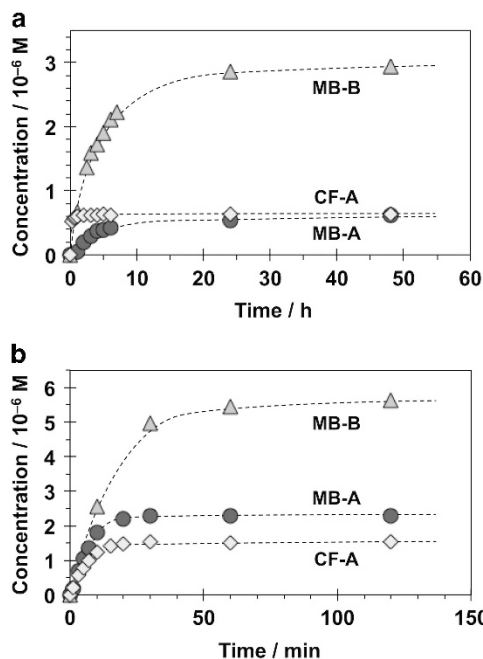 a
Concentration / 10⁻⁶ M
3
2
1
0
MB-B
CF-A
MB-A
0 10 20 30 40 50 60
Time / h
b
Concentration / 10⁻⁶ M
6
5
4
3
2
1
0
MB-B
MB-A
CF-A
0 50 100 150
Time / min